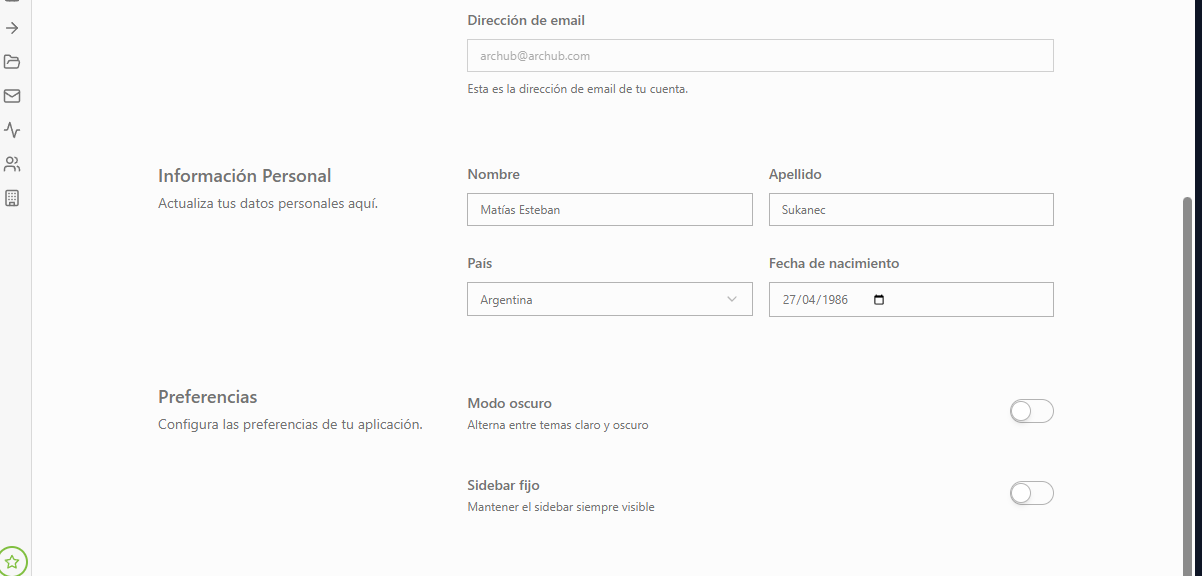 Dirección de email
archub@archub.com
Esta es la dirección de email de tu cuenta.
Información Personal
Actualiza tus datos personales aquí.
Nombre
Apellido
Matías Esteban
Sukanec
País
Fecha de nacimiento
Argentina
27/04/1986
Preferencias
Configura las preferencias de tu aplicación.
Modo oscuro
Alterna entre temas claro y oscuro
Sidebar fijo
Mantener el sidebar siempre visible